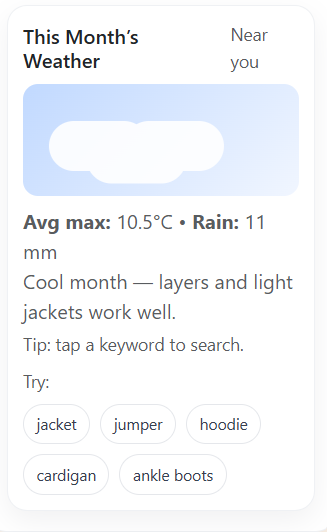 This Month’s
Weather
Near
you
Avg max: 10.5°C • Rain: 11
mm
Cool month — layers and light
jackets work well.
Tip: tap a keyword to search.
Try:
jacket jumper hoodie
cardigan ankle boots